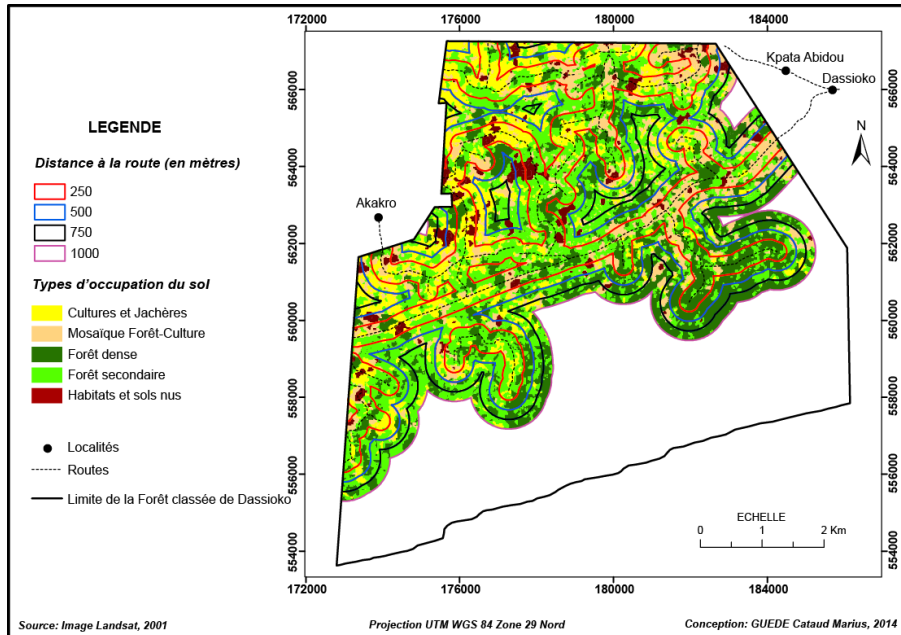 172000
176000
180000
184000
566000
564000
562000
560000
558000
556000
554000
566000
564000
562000
560000
558000
556000
554000
172000
176000
180000
184000
LEGENDE
Distance à la route (en mètres)
250
500
750
1000
Types d'occupation du sol
Cultures et Jachères
Mosaïque Forêt-Culture
Forêt dense
Forêt secondaire
Habitats et sols nus
Localités
Routes
Limite de la Forêt classée de Dassioko
Kpata Abidou
Dassioko
N
Akakro
ECHELLE
0 1 2 Km
Source: Image Landsat, 2001
Projection UTM WGS 84 Zone 29 Nord
Conception: GUEDE Cataud Marius, 2014